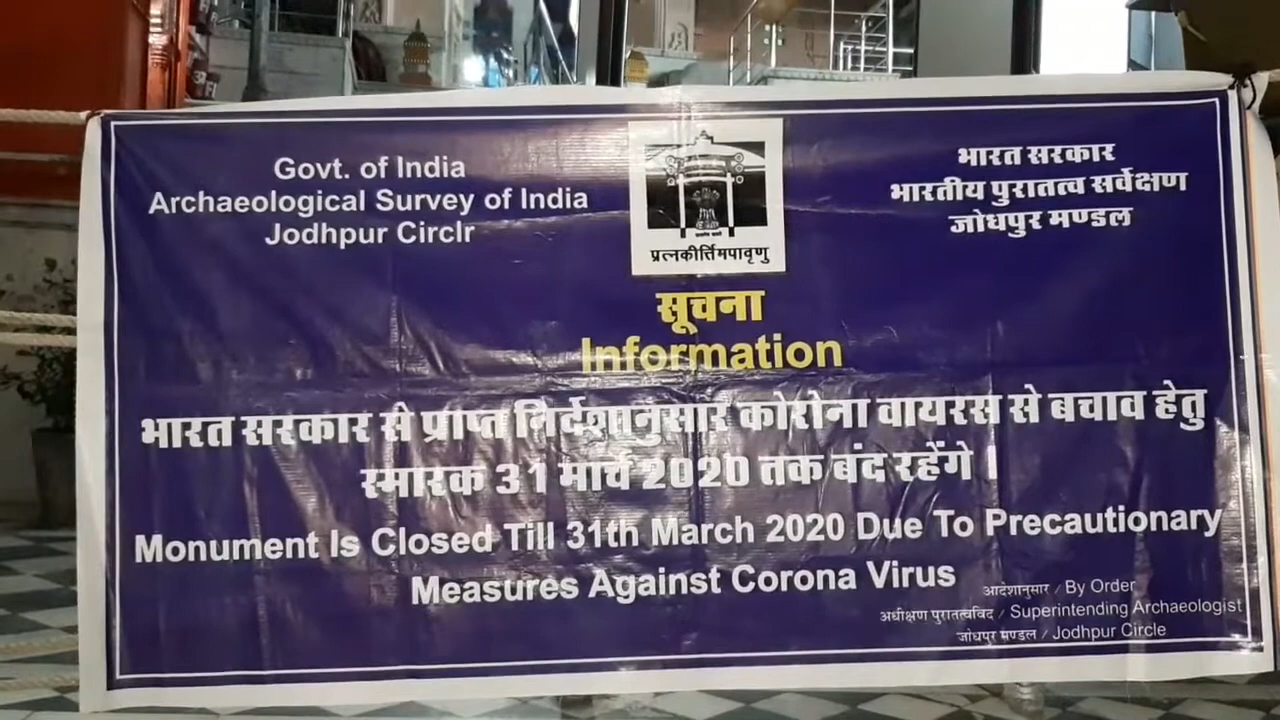 Govt. of India
Archaeological Survey of India
Jodhpur Circlr
प्रत्नकीर्त्तिमपावृणु
भारत सरकार
भारतीय पुरातत्व सर्वेक्षण
जोधपुर मण्डल
सूचना
Information
भारत सरकार से प्राप्त निर्देशानुसार कोरोना वायरस से बचाव हेतु
स्मारक 31 मार्च 2020 तक बंद रहेंगे।
Monument Is Closed Till 31th March 2020 Due To Precautionary
Measures Against Corona Virus
आदेशानुसार / By Order
अधीक्षण पुरातत्वविद / Superintending Archaeologist
जोधपुर मण्डल / Jodhpur Circle